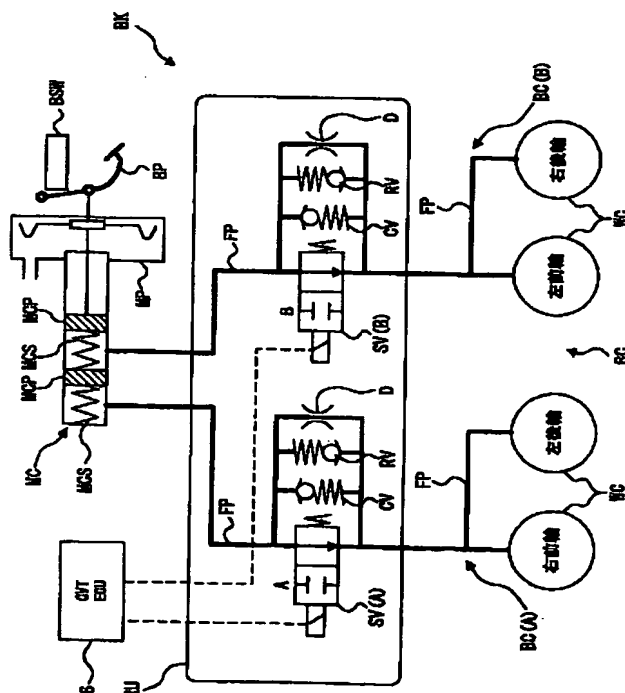 BK
BSW
BP
MP
MCP
MCS
MCP
MCS
MC
CVT
ECU
6
RU
FP
FP
A
B
SV(A)
SV(B)
CV
RV
D
CV
RV
D
FP
FP
BC(A)
BC(B)
BC
右前輪
左後輪
左前輪
右後輪
WC
WC